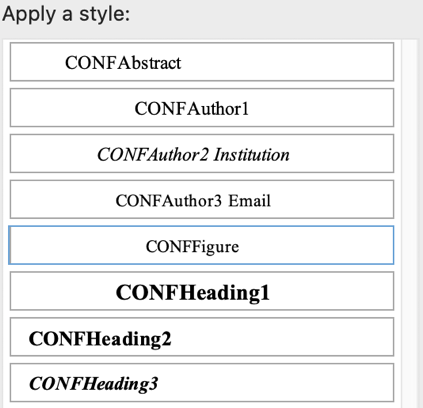 Apply a style:
CONFAbstract
CONFAuthor1
CONFAuthor2 Institution
CONFAuthor3 Email
CONFFigure
CONFHeading1
CONFHeading2
CONFHeading3